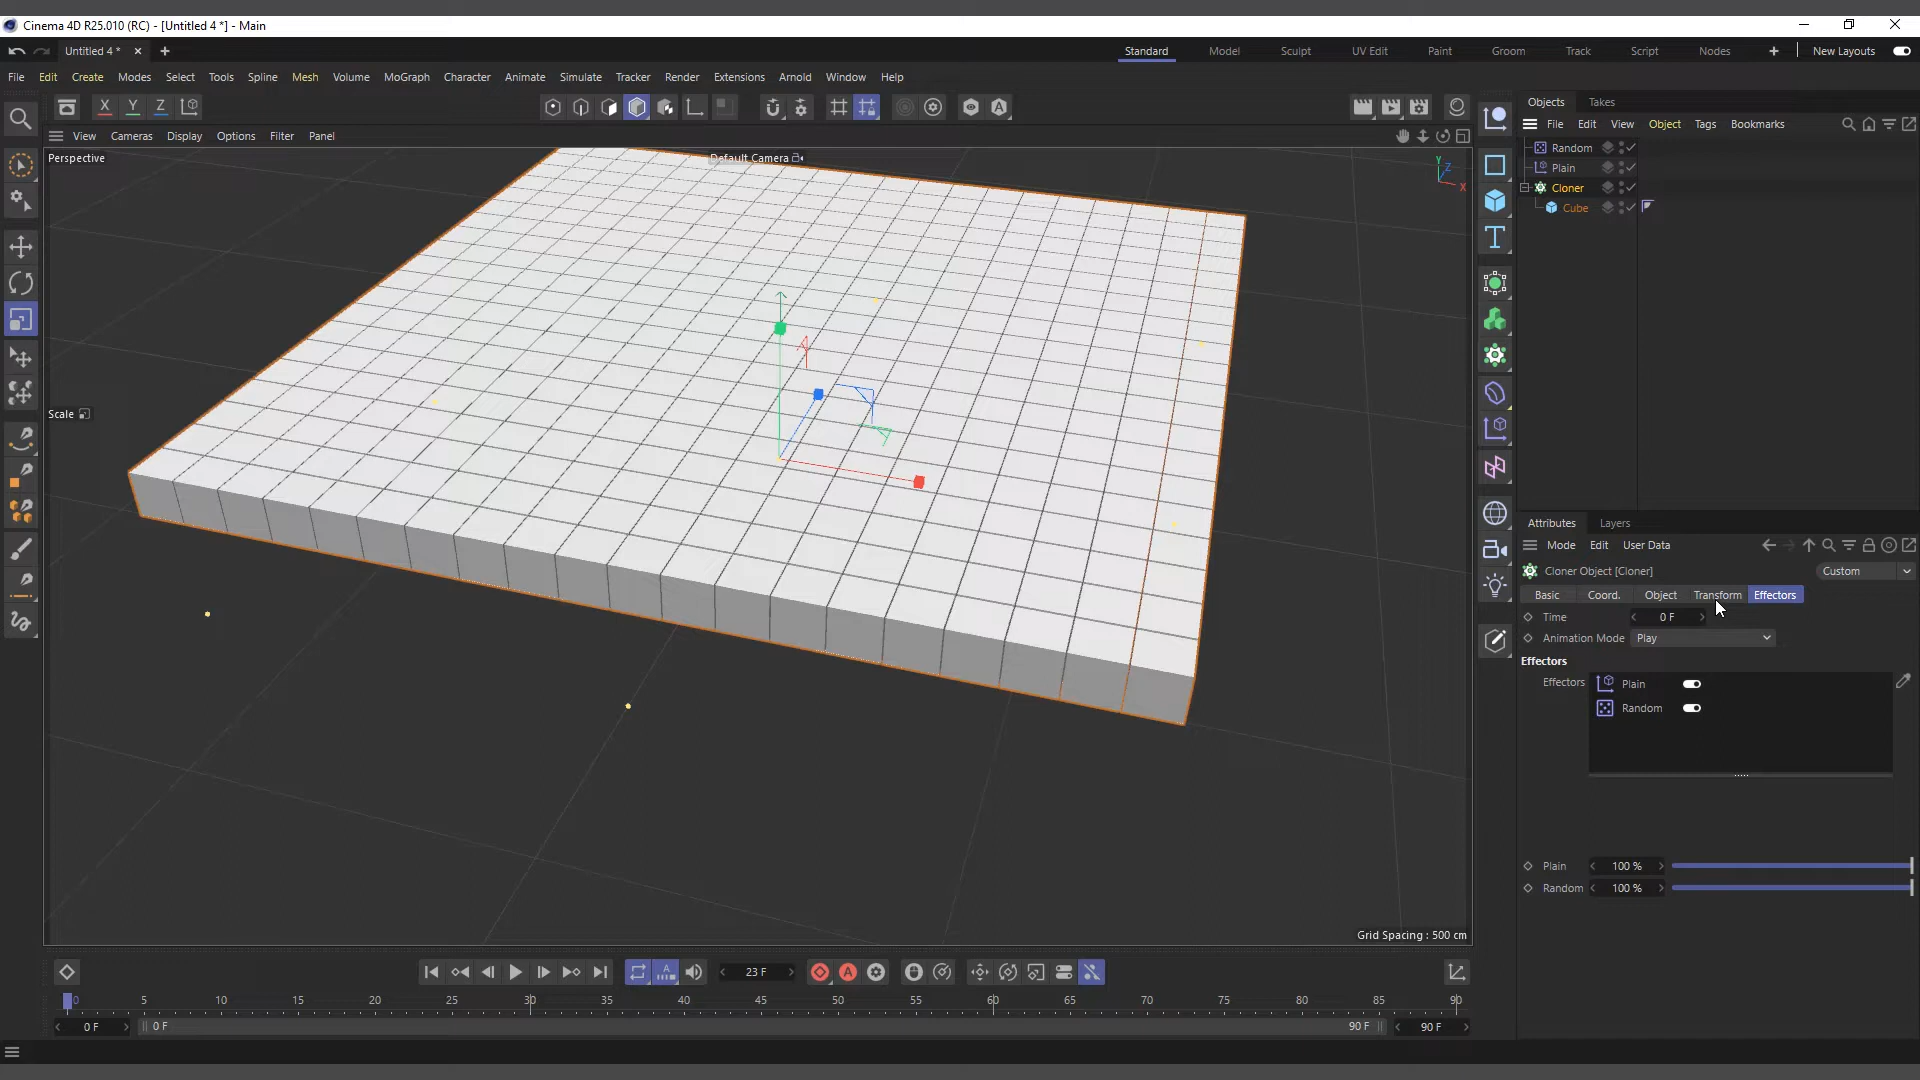 Cinema 4D R25.010 (RC) - [Untitled 4 *] - Main
Untitled 4 * × +
Standard Model Sculpt UV Edit Paint Groom Track Script Nodes + New Layouts
File Edit Create Modes Select Tools Spline Mesh Volume MoGraph Character Animate Simulate Tracker Render Extensions Arnold Window Help
X Y Z
View Cameras Display Options Filter Panel
Perspective
Default Camera
Y Z X
Scale
Grid Spacing : 500 cm
Objects Takes
File Edit View Object Tags Bookmarks
Random
Plain
Cloner
Cube
Attributes Layers
Mode Edit User Data
Cloner Object [Cloner] Custom
Basic Coord. Object Transform Effectors
Time 0 F
Animation Mode Play
Effectors
Effectors Plain
Random
Plain 100 %
Random 100 %
23 F
0 5 10 15 20 25 30 35 40 45 50 55 60 65 70 75 80 85 90
0 F 0 F 90 F 90 F